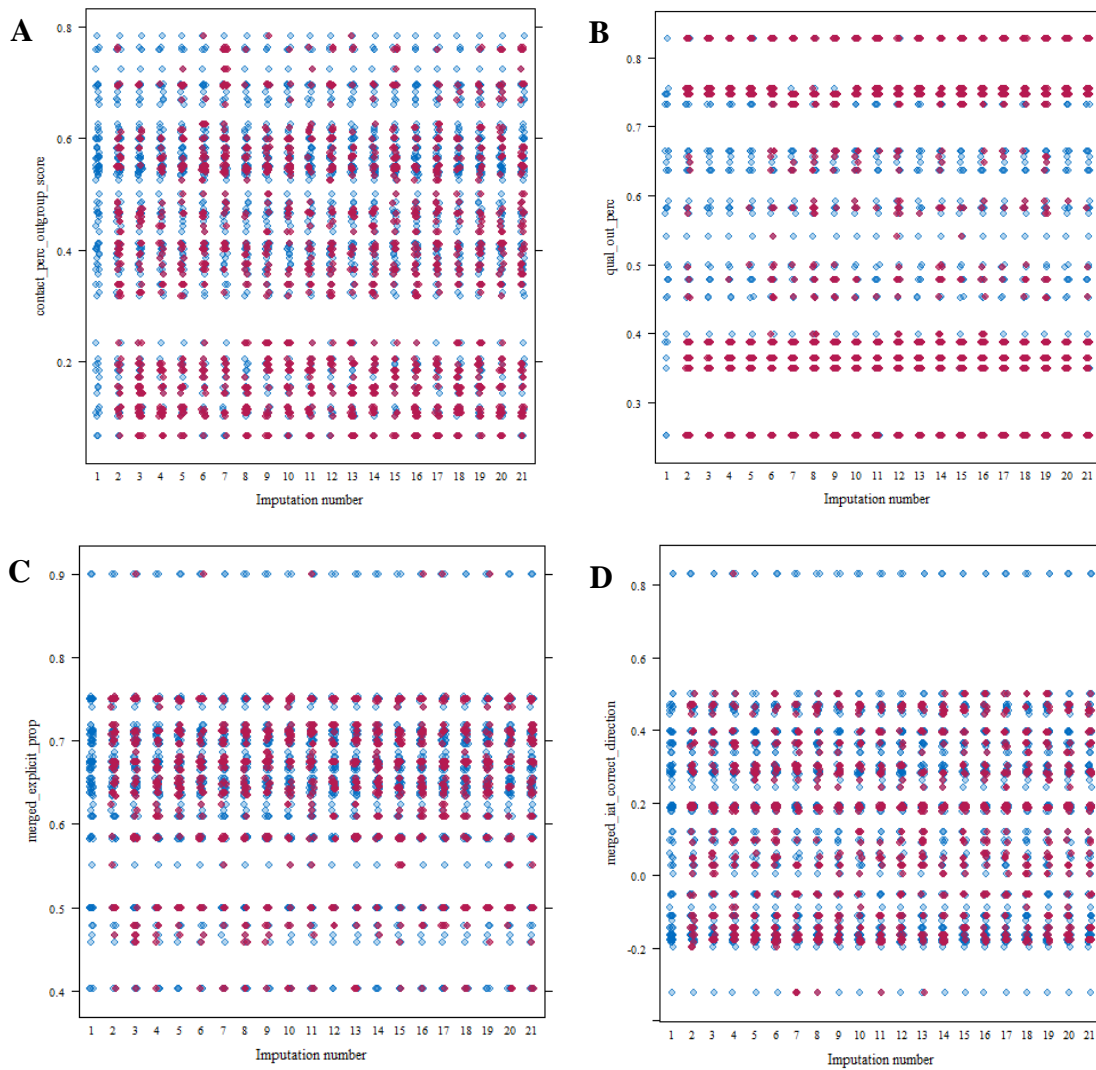 A
0.8
0.6
0.4
0.2
contact_perc_outgroup_score
1 2 3 4 5 6 7 8 9 10 11 12 13 14 15 16 17 18 19 20 21
Imputation number
B
0.8
0.7
0.6
0.5
0.4
0.3
qual_out_perc
1 2 3 4 5 6 7 8 9 10 11 12 13 14 15 16 17 18 19 20 21
Imputation number
C
0.9
0.8
0.7
0.6
0.5
0.4
merged_explicit_prop
1 2 3 4 5 6 7 8 9 10 11 12 13 14 15 16 17 18 19 20 21
Imputation number
D
0.8
0.6
0.4
0.2
0.0
-0.2
merged_int_correct_direction
1 2 3 4 5 6 7 8 9 10 11 12 13 14 15 16 17 18 19 20 21
Imputation number